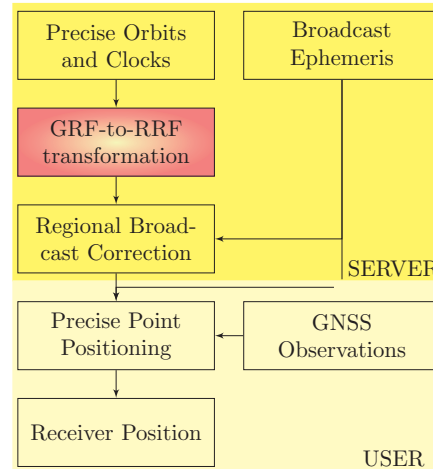 Precise Orbits
and Clocks
Broadcast
Ephemeris
GRF-to-RRF
transformation
Regional Broad-
cast Correction
SERVER
Precise Point
Positioning
GNSS
Observations
Receiver Position
USER